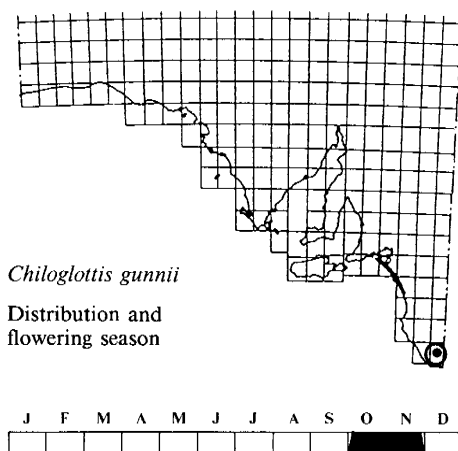 Chiloglottis gunnii
Distribution and
flowering season
J F M A M J J A S O N D